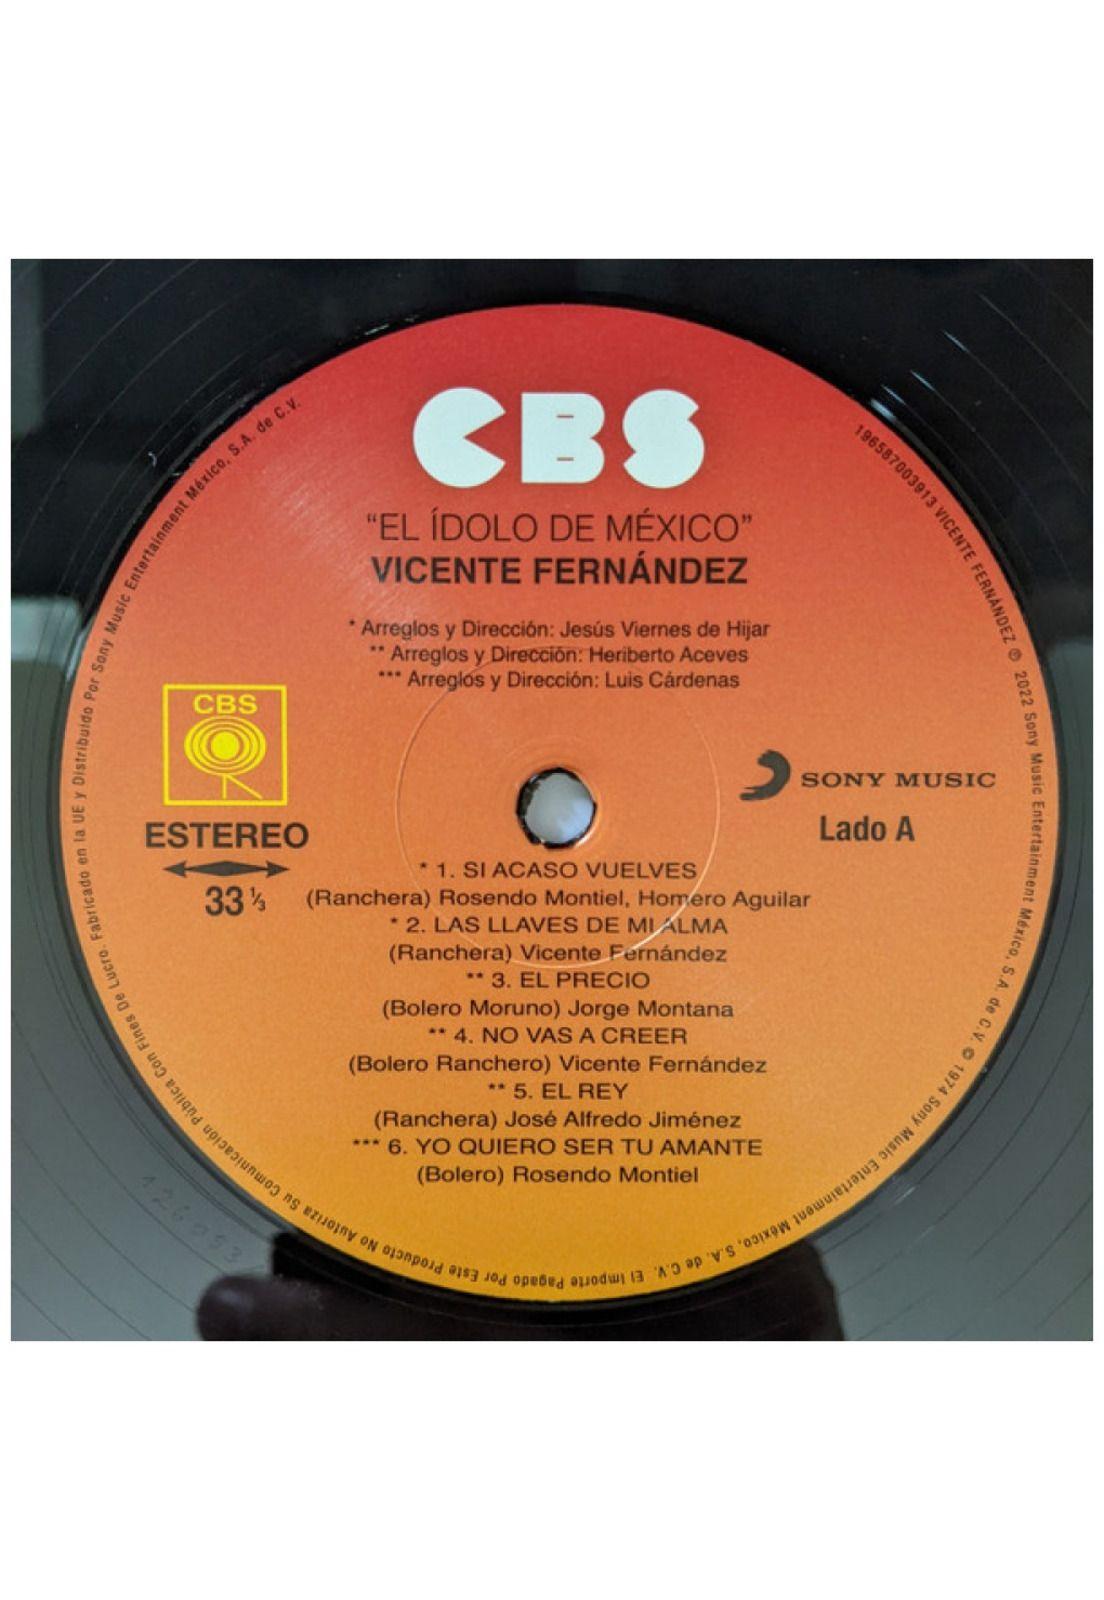 CBS
“EL ÍDOLO DE MÉXICO”
VICENTE FERNÁNDEZ
* Arreglos y Dirección: Jesús Viernes de Hijar
** Arreglos y Dirección: Heriberto Aceves
*** Arreglos y Dirección: Luis Cárdenas
CBS
ESTEREO
33 ⅓
SONY MUSIC
Lado A
* 1. SI ACASO VUELVES
(Ranchera) Rosendo Montiel, Homero Aguilar
* 2. LAS LLAVES DE MI ALMA
(Ranchera) Vicente Fernández
** 3. EL PRECIO
(Bolero Moruno) Jorge Montana
** 4. NO VAS A CREER
(Bolero Ranchero) Vicente Fernández
** 5. EL REY
(Ranchera) José Alfredo Jiménez
*** 6. YO QUIERO SER TU AMANTE
(Bolero) Rosendo Montiel
196587003913 VICENTE FERNÁNDEZ ℗ 2022 Sony Music Entertainment México, S.A. de C.V. © 1974 Sony Music Entertainment México, S.A. de C.V. El Importe Pagado Por Este Producto No Autoriza Su Comunicación Pública Con Fines De Lucro. Fabricado en la UE y Distribuido Por Sony Music Entertainment México, S.A. de C.V.